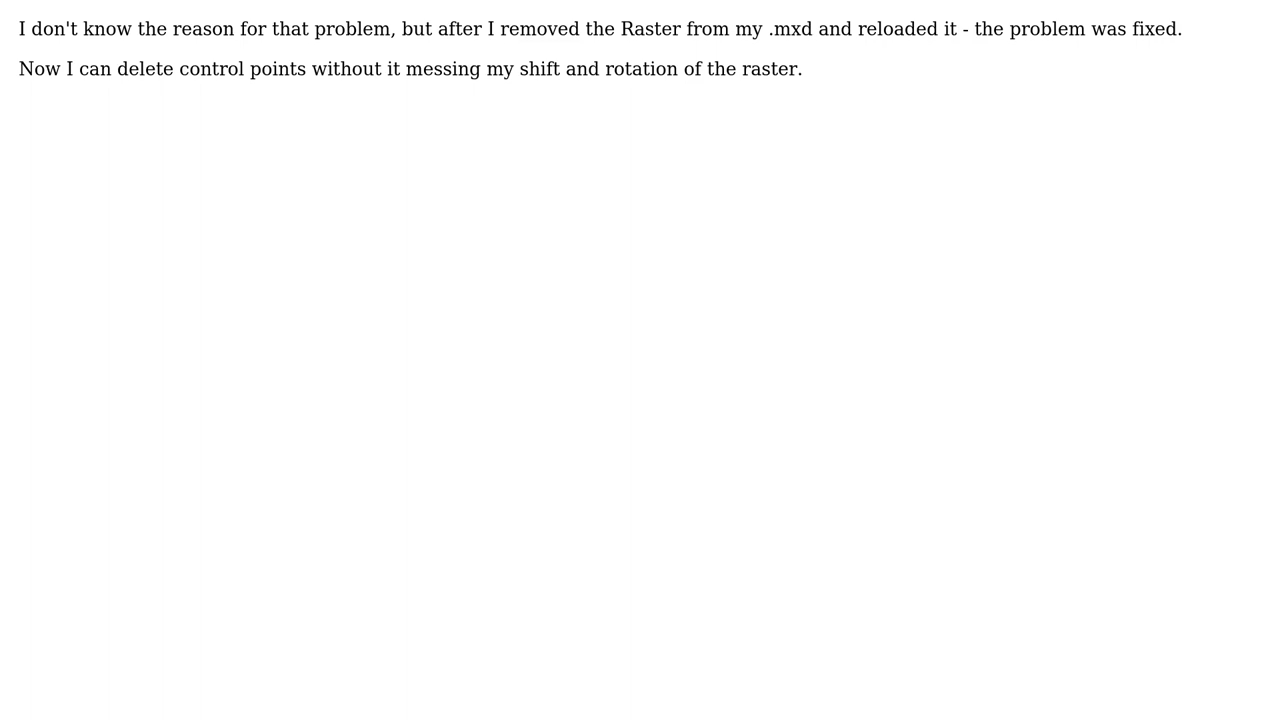 I don't know the reason for that problem, but after I removed the Raster from my .mxd and reloaded it - the problem was fixed.
Now I can delete control points without it messing my shift and rotation of the raster.